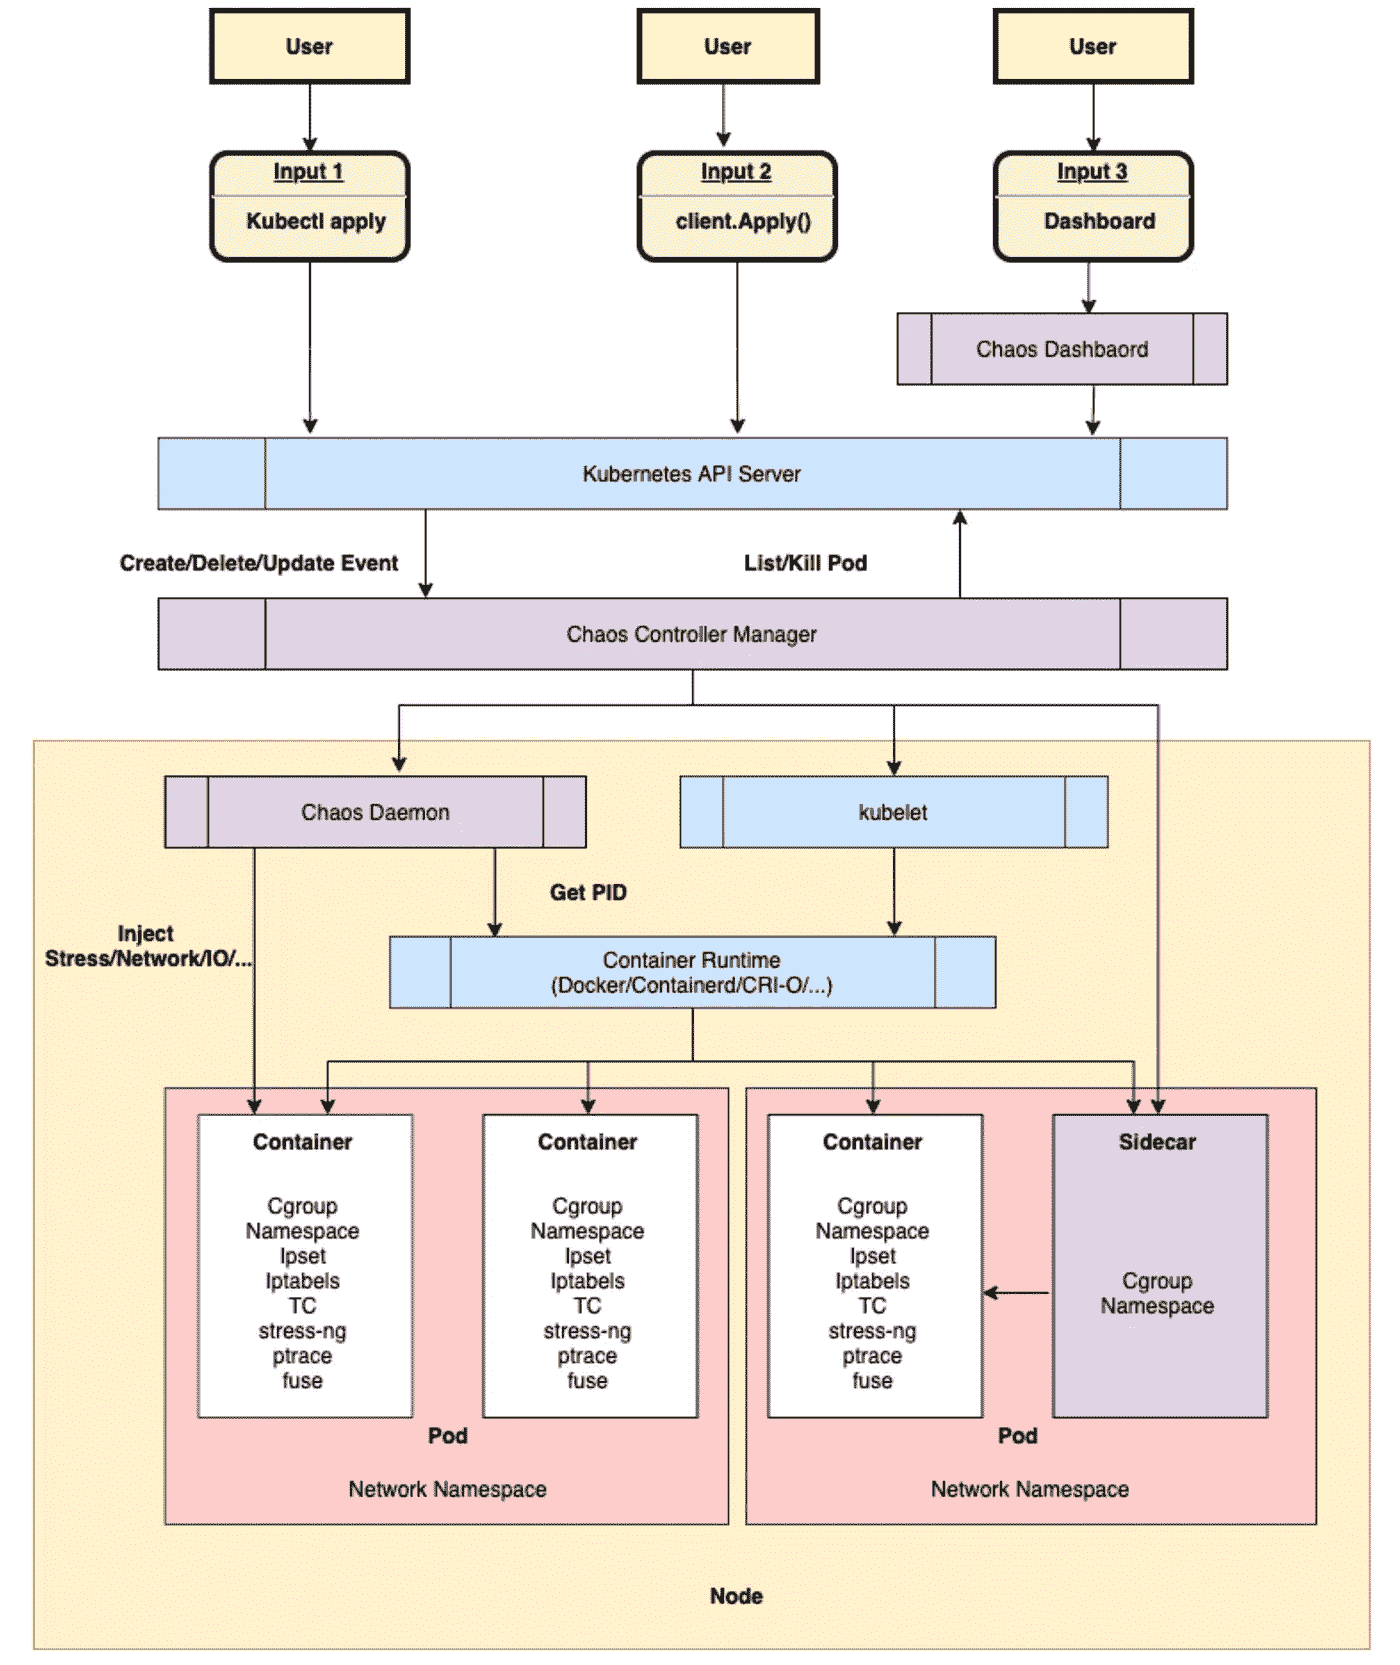 User
User
User
Input 1
Kubectl apply
Input 2
client.Apply()
Input 3
Dashboard
Chaos Dashbaord
Kubernetes API Server
Create/Delete/Update Event
List/Kill Pod
Chaos Controller Manager
Chaos Daemon
kubelet
Get PID
Inject
Stress/Network/IO/...
Container Runtime
(Docker/Containerd/CRI-O/...)
Container
Cgroup
Namespace
Ipset
Iptabels
TC
stress-ng
ptrace
fuse
Container
Cgroup
Namespace
Ipset
Iptabels
TC
stress-ng
ptrace
fuse
Pod
Network Namespace
Container
Cgroup
Namespace
Ipset
Iptabels
TC
stress-ng
ptrace
fuse
Sidecar
Cgroup
Namespace
Pod
Network Namespace
Node